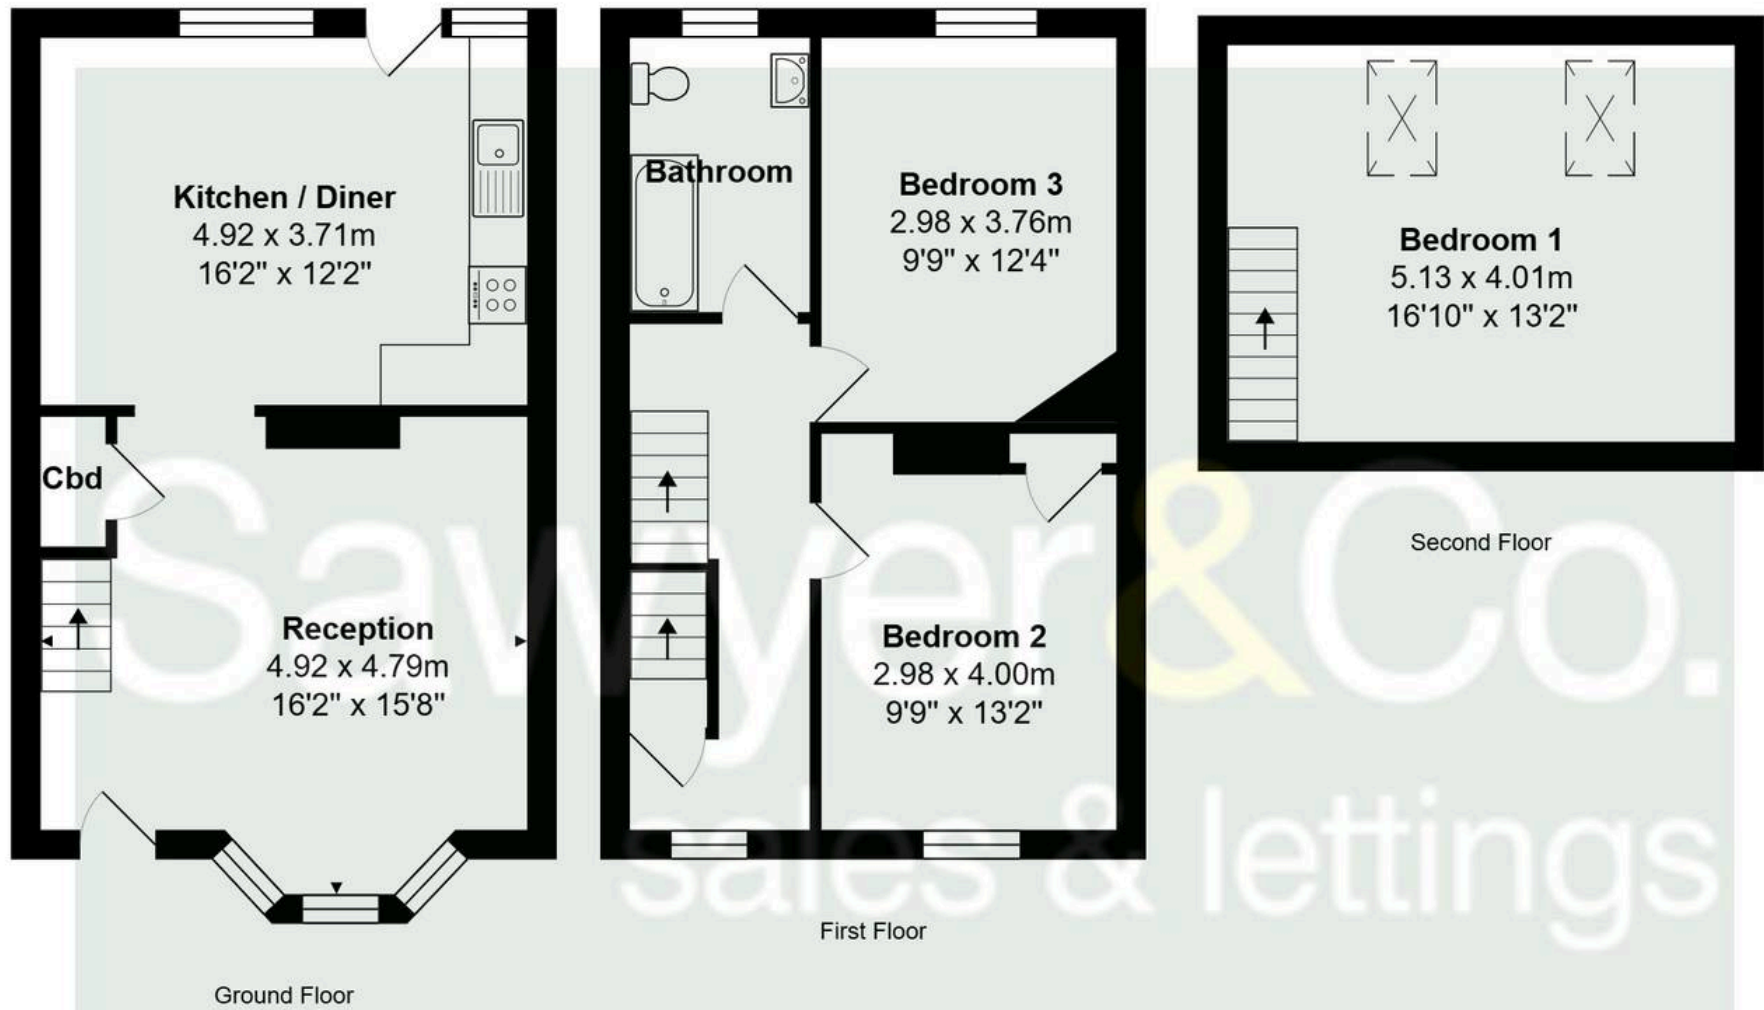 Kitchen / Diner
4.92 x 3.71m
16'2" x 12'2"
Cbd
Reception
4.92 x 4.79m
16'2" x 15'8"
Ground Floor
Bathroom
Bedroom 3
2.98 x 3.76m
9'9" x 12'4"
Bedroom 2
2.98 x 4.00m
9'9" x 13'2"
First Floor
Bedroom 1
5.13 x 4.01m
16'10" x 13'2"
Second Floor
Sawyer&Co.
sales & lettings